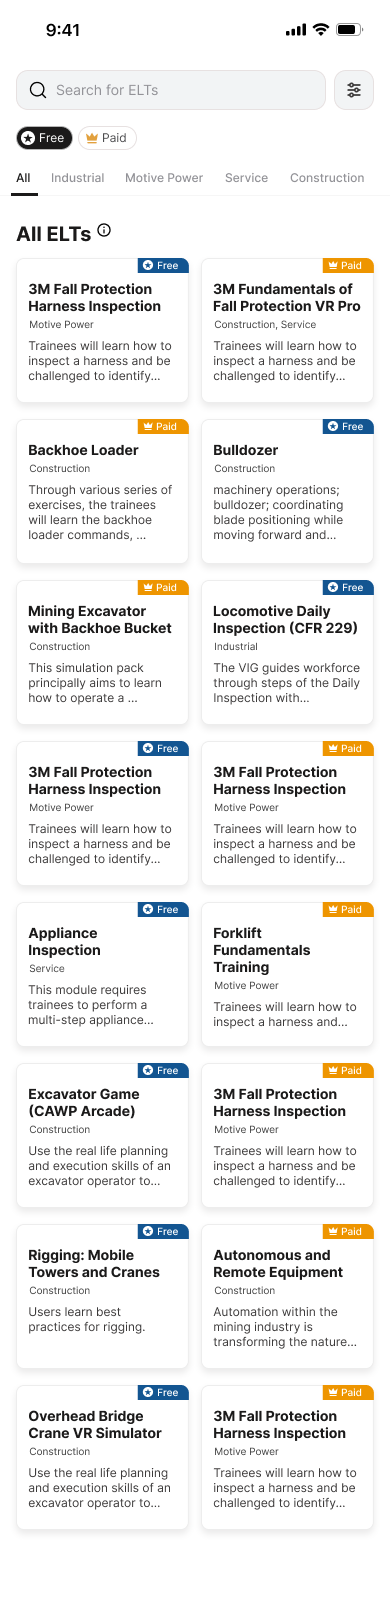 9:41
Search for ELTs
Free
Paid
All
Industrial
Motive Power
Service
Construction
All ELTs
Free
3M Fall Protection
Harness Inspection
Motive Power
Trainees will learn how to
inspect a harness and be
challenged to identify...
Paid
3M Fundamentals of
Fall Protection VR Pro
Construction, Service
Trainees will learn how to
inspect a harness and be
challenged to identify...
Paid
Backhoe Loader
Construction
Through various series of
exercises, the trainees
will learn the backhoe
loader commands, ...
Free
Bulldozer
Construction
machinery operations;
bulldozer; coordinating
blade positioning while
moving forward and...
Paid
Mining Excavator
with Backhoe Bucket
Construction
This simulation pack
principally aims to learn
how to operate a ...
Free
Locomotive Daily
Inspection (CFR 229)
Industrial
The VIG guides workforce
through steps of the Daily
Inspection with...
Free
3M Fall Protection
Harness Inspection
Motive Power
Trainees will learn how to
inspect a harness and be
challenged to identify...
Paid
3M Fall Protection
Harness Inspection
Motive Power
Trainees will learn how to
inspect a harness and be
challenged to identify...
Free
Appliance
Inspection
Service
This module requires
trainees to perform a
multi-step appliance...
Paid
Forklift
Fundamentals
Training
Motive Power
Trainees will learn how to
inspect a harness and...
Free
Excavator Game
(CAWP Arcade)
Construction
Use the real life planning
and execution skills of an
excavator operator to...
Paid
3M Fall Protection
Harness Inspection
Motive Power
Trainees will learn how to
inspect a harness and be
challenged to identify...
Free
Rigging: Mobile
Towers and Cranes
Construction
Users learn best
practices for rigging.
Paid
Autonomous and
Remote Equipment
Construction
Automation within the
mining industry is
transforming the nature...
Free
Overhead Bridge
Crane VR Simulator
Construction
Use the real life planning
and execution skills of an
excavator operator to...
Paid
3M Fall Protection
Harness Inspection
Motive Power
Trainees will learn how to
inspect a harness and be
challenged to identify...